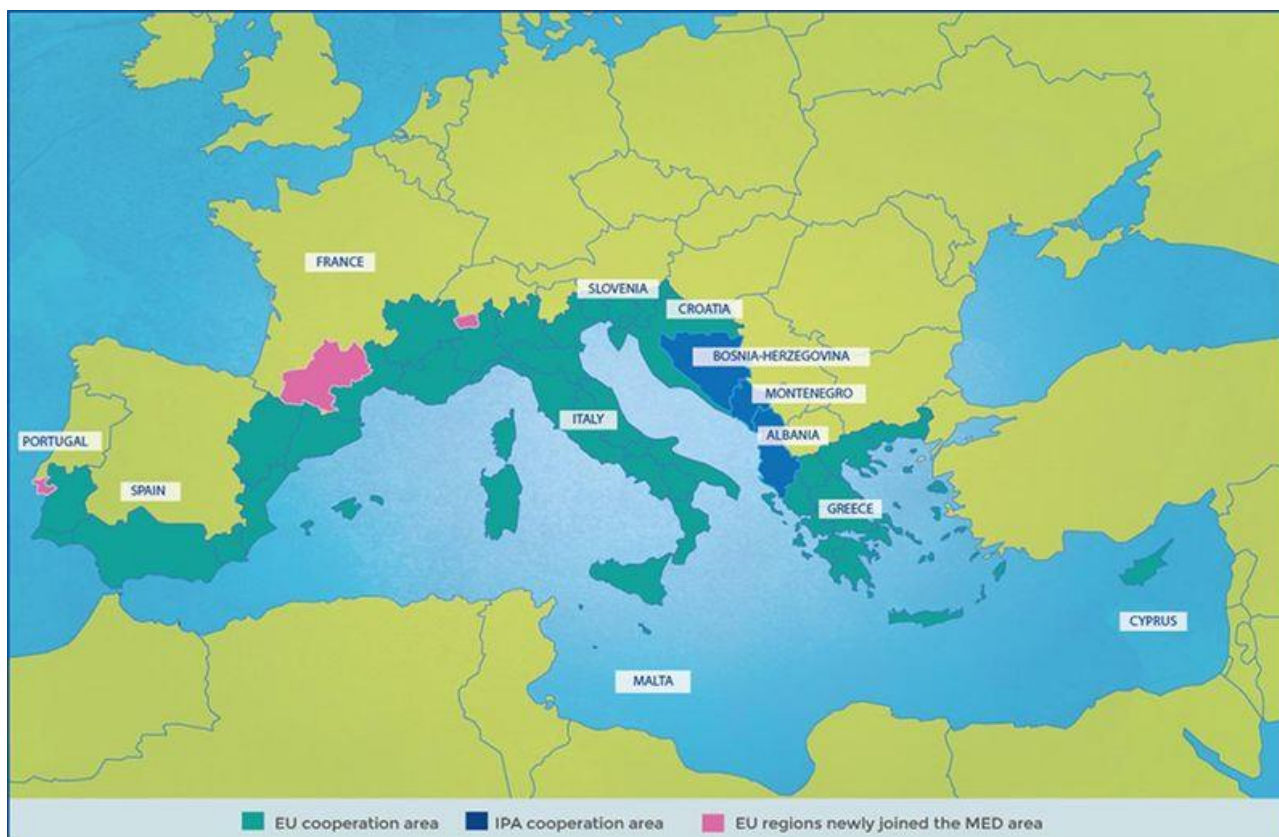 FRANCE
SLOVENIA
CROATIA
BOSNIA-HERZEGOVINA
MONTENEGRO
ITALY
ALBANIA
PORTUGAL
SPAIN
GREECE
CYPRUS
MALTA
EU cooperation area IPA cooperation area EU regions newly joined the MED area